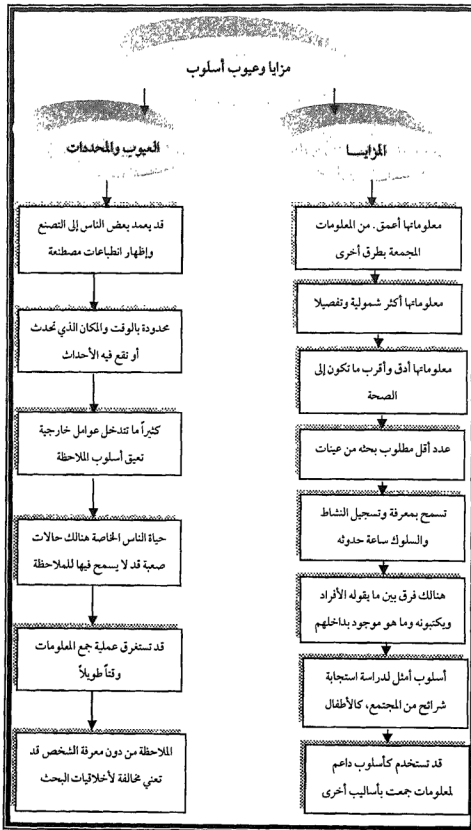 مزايا وعيوب أسلوب
المزايـــا
معلوماتها أعمق. من المعلومات
المجمعة بطرق أخرى
معلوماتها أكثر شمولية وتفصيلا
معلوماتها أدق وأقرب ما تكون إلى
الصحة
عدد أقل مطلوب بحثه من عينات
تسمح بمعرفة وتسجيل النشاط
والسلوك ساعة حدوثه
هنالك فرق بين ما يقوله الأفراد
ويكتبونه وما هو موجود بداخلهم
أسلوب أمثل لدراسة استجابة
شرائح من المجتمع، كالأطفال
قد تستخدم كأسلوب داعم
لمعلومات جمعت بأساليب أخرى
العيوب والمحددات
قد يعمد بعض الناس إلى التصنع
وإظهار انطباعات مصطنعة
محدودة بالوقت والمكان الذي تحدث
أو تقع فيه الأحداث
كثيراً ما تتدخل عوامل خارجية
تعيق أسلوب الملاحظة
حياة الناس الخاصة هنالك حالات
صعبة قد لا يسمح فيها للملاحظة
قد تستغرق عملية جمع المعلومات
وقتاً طويلاً
الملاحظة من دون معرفة الشخص قد
تعني مخالفة لأخلاقيات البحث